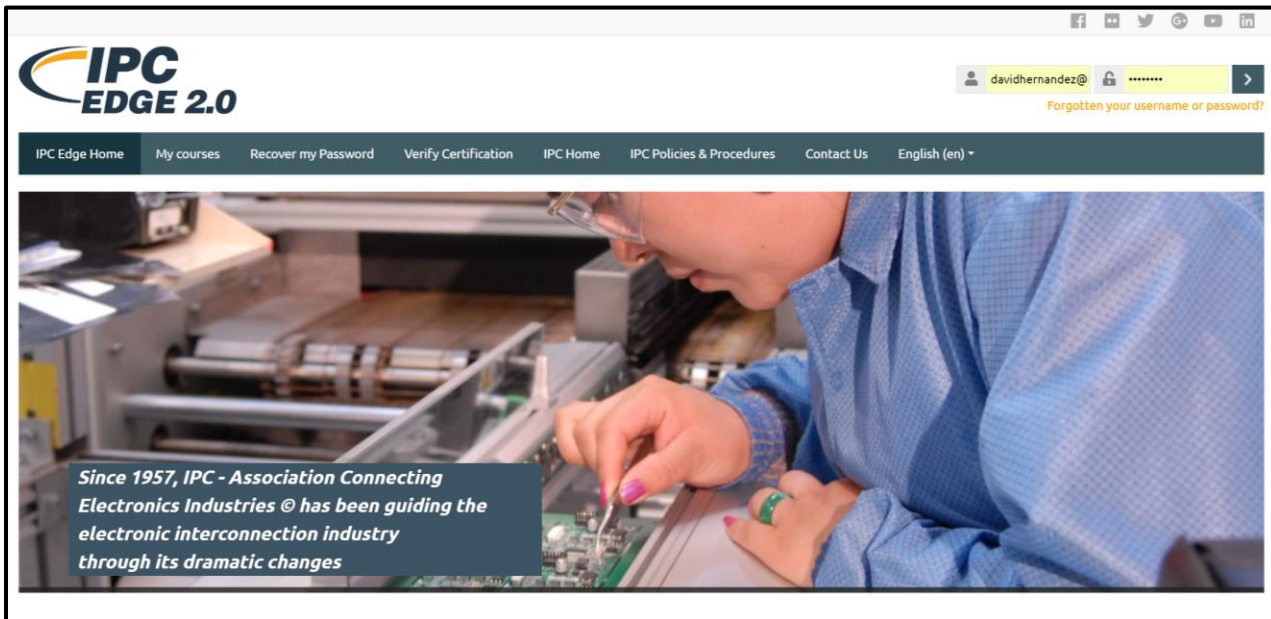 IPC
EDGE 2.0
davidhernandez@
••••••••
Forgotten your username or password?
IPC Edge Home My courses Recover my Password Verify Certification IPC Home IPC Policies & Procedures Contact Us English (en)
Since 1957, IPC - Association Connecting
Electronics Industries © has been guiding the
electronic interconnection industry
through its dramatic changes